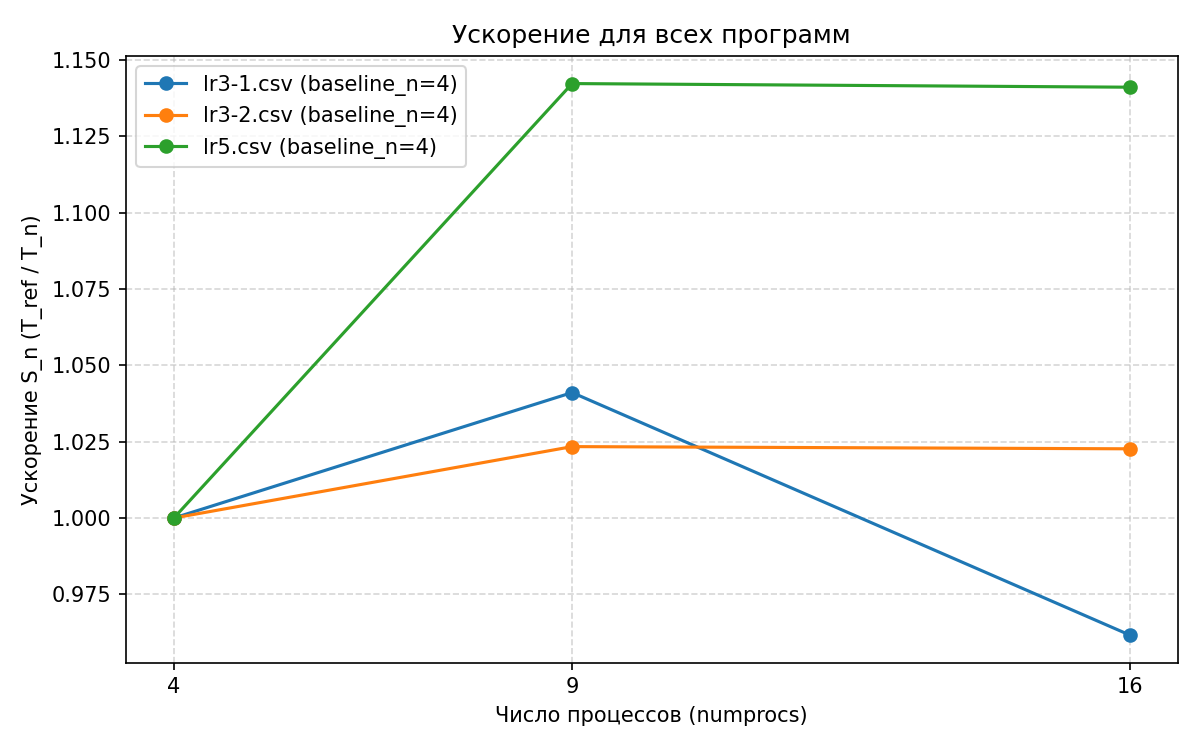 Ускорение для всех программ
lr3-1.csv (baseline_n=4)
lr3-2.csv (baseline_n=4)
lr5.csv (baseline_n=4)
Ускорение S_n (T_ref / T_n)
1.150
1.125
1.100
1.075
1.050
1.025
1.000
0.975
4 9 16
Число процессов (numprocs)